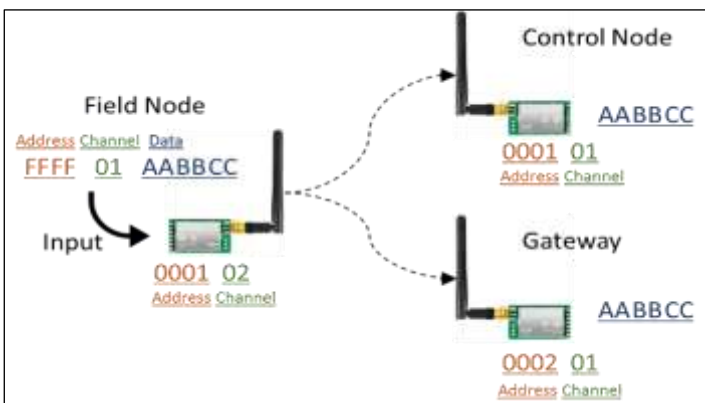 Field Node
Address Channel Data
FFFF 01 AABBCC
Input
0001 02
Address Channel
Control Node
AABBCC
0001 01
Address Channel
Gateway
AABBCC
0002 01
Address Channel